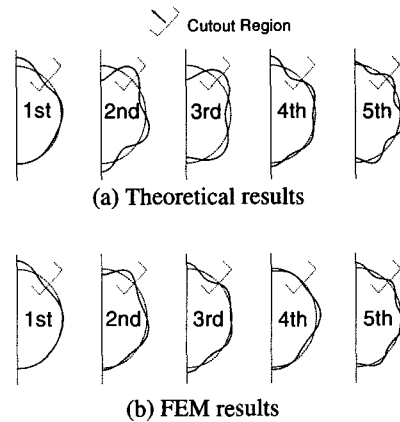 Cutout Region
1st 2nd 3rd 4th 5th
(a) Theoretical results
1st 2nd 3rd 4th 5th
(b) FEM results